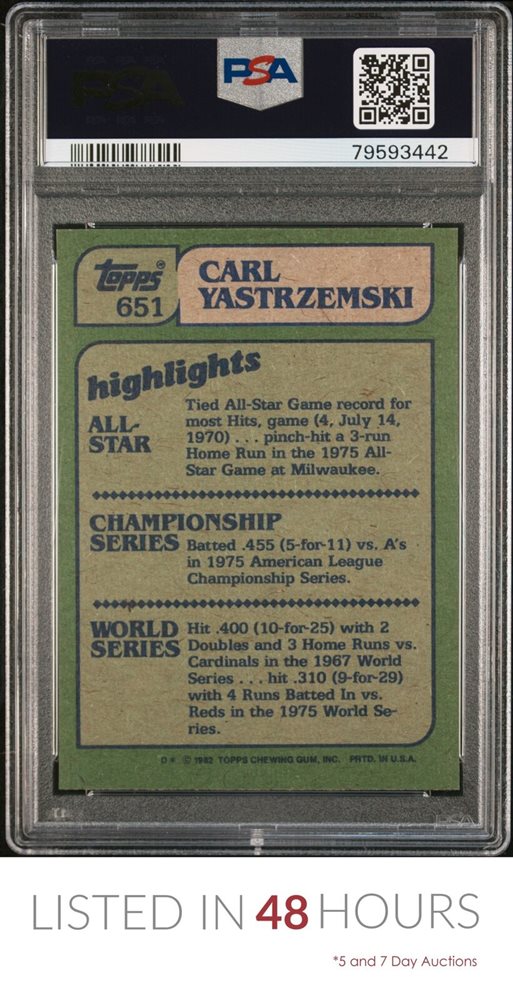 PSA
79593442
topps®
651
CARL
YASTRZEMSKI
highlights
ALL-
STAR
Tied All-Star Game record for
most Hits, game (4, July 14,
1970) . . . pinch-hit a 3-run
Home Run in the 1975 All-
Star Game at Milwaukee.
CHAMPIONSHIP
SERIES
Batted .455 (5-for-11) vs. A's
in 1975 American League
Championship Series.
WORLD
SERIES
Hit .400 (10-for-25) with 2
Doubles and 3 Home Runs vs.
Cardinals in the 1967 World
Series . . . hit .310 (9-for-29)
with 4 Runs Batted In vs.
Reds in the 1975 World Se-
ries.
D* © 1982 TOPPS CHEWING GUM, INC. PRTD. IN U.S.A.
PSA
LISTED IN 48 HOURS
*5 and 7 Day Auctions